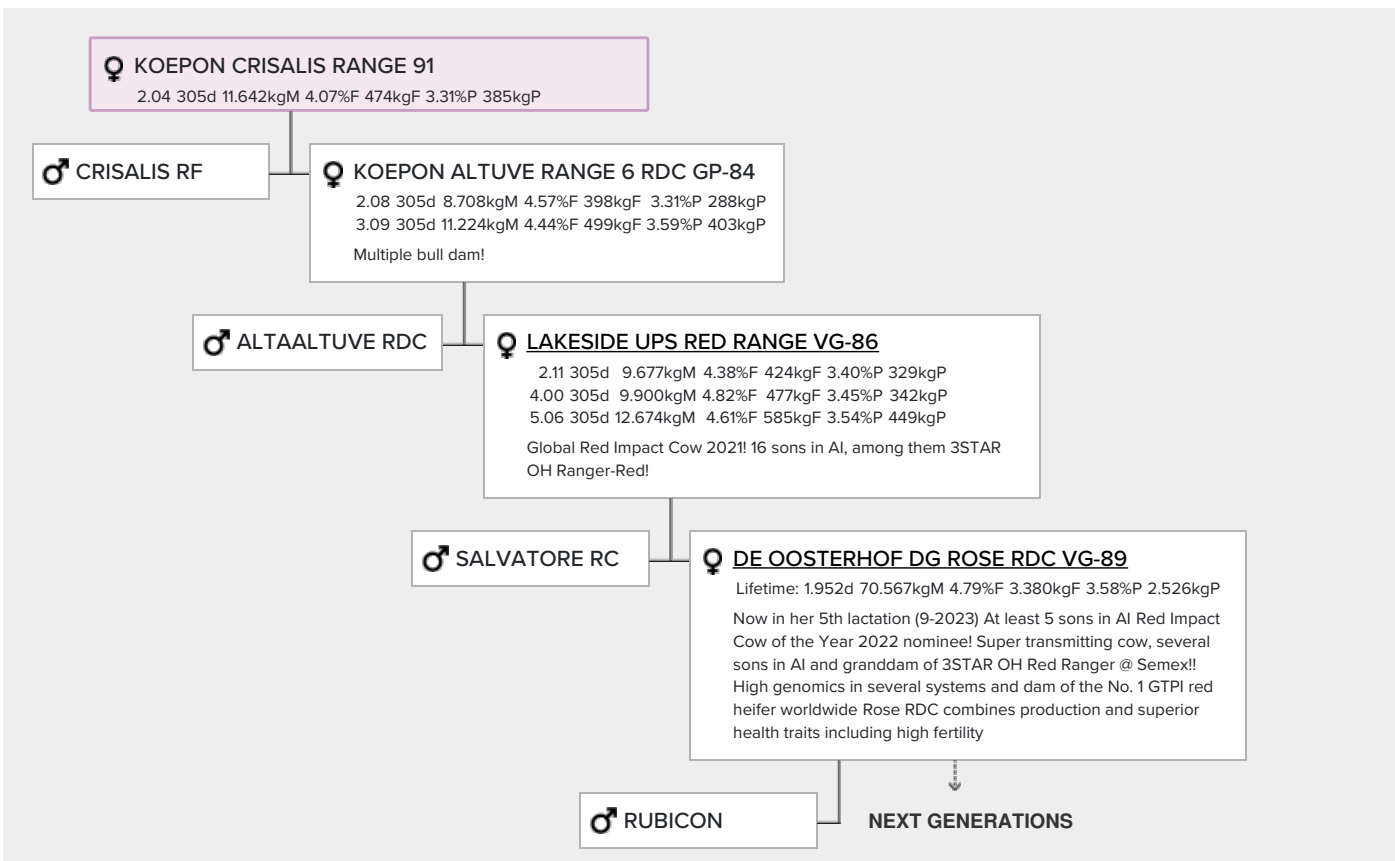 KOEPON CRISALIS RANGE 91
2.04 305d 11.642kgM 4.07%F 474kgF 3.31%P 385kgP
CRISALIS RF
KOEPON ALTUVE RANGE 6 RDC GP-84
2.08 305d 8.708kgM 4.57%F 398kgF 3.31%P 288kgP
3.09 305d 11.224kgM 4.44%F 499kgF 3.59%P 403kgP
Multiple bull dam!
ALTAALTUVE RDC
LAKESIDE UPS RED RANGE VG-86
2.11 305d 9.677kgM 4.38%F 424kgF 3.40%P 329kgP
4.00 305d 9.900kgM 4.82%F 477kgF 3.45%P 342kgP
5.06 305d 12.674kgM 4.61%F 585kgF 3.54%P 449kgP
Global Red Impact Cow 2021! 16 sons in AI, among them 3STAR
OH Ranger-Red!
SALVATORE RC
DE OOSTERHOF DG ROSE RDC VG-89
Lifetime: 1.952d 70.567kgM 4.79%F 3.380kgF 3.58%P 2.526kgP
Now in her 5th lactation (9-2023) At least 5 sons in AI Red Impact
Cow of the Year 2022 nominee! Super transmitting cow, several
sons in AI and granddam of 3STAR OH Red Ranger @ Semex!!
High genomics in several systems and dam of the No. 1 GTPI red
heifer worldwide Rose RDC combines production and superior
health traits including high fertility
RUBICON
NEXT GENERATIONS